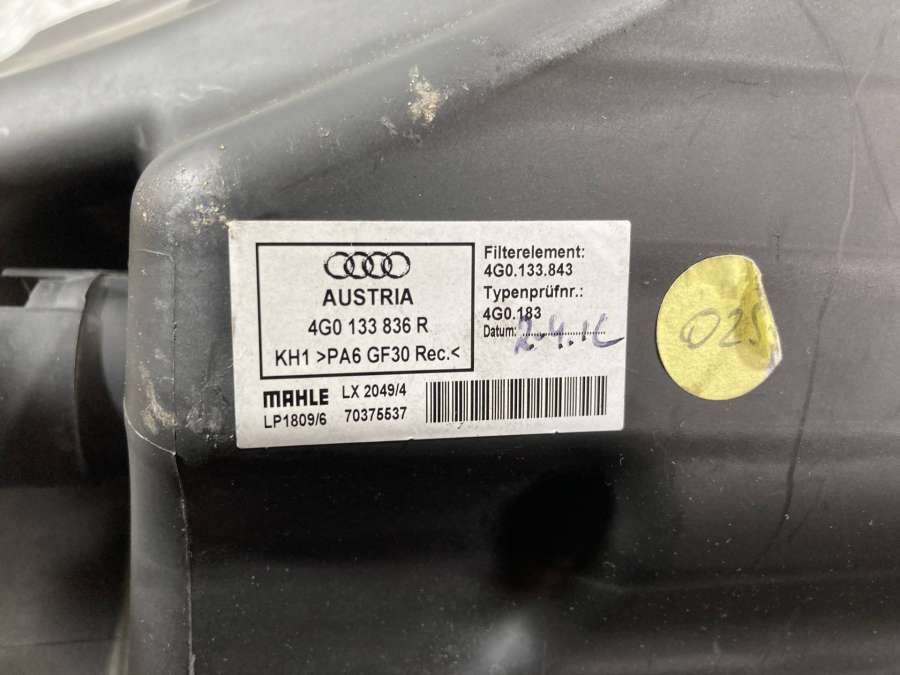 AUSTRIA
4G0 133 836 R
KH1 >PA6 GF30 Rec.<
MAHLE LX 2049/4
LP1809/6 70375537
Filterelement:
4G0.133.843
Typenprüfnr.:
4G0.183
Datum:
025